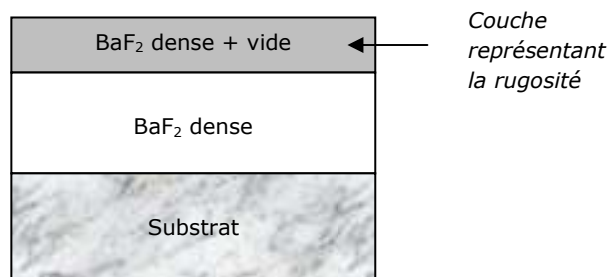 BaF₂ dense + vide
Couche
représentant
la rugosité
BaF₂ dense
Substrat